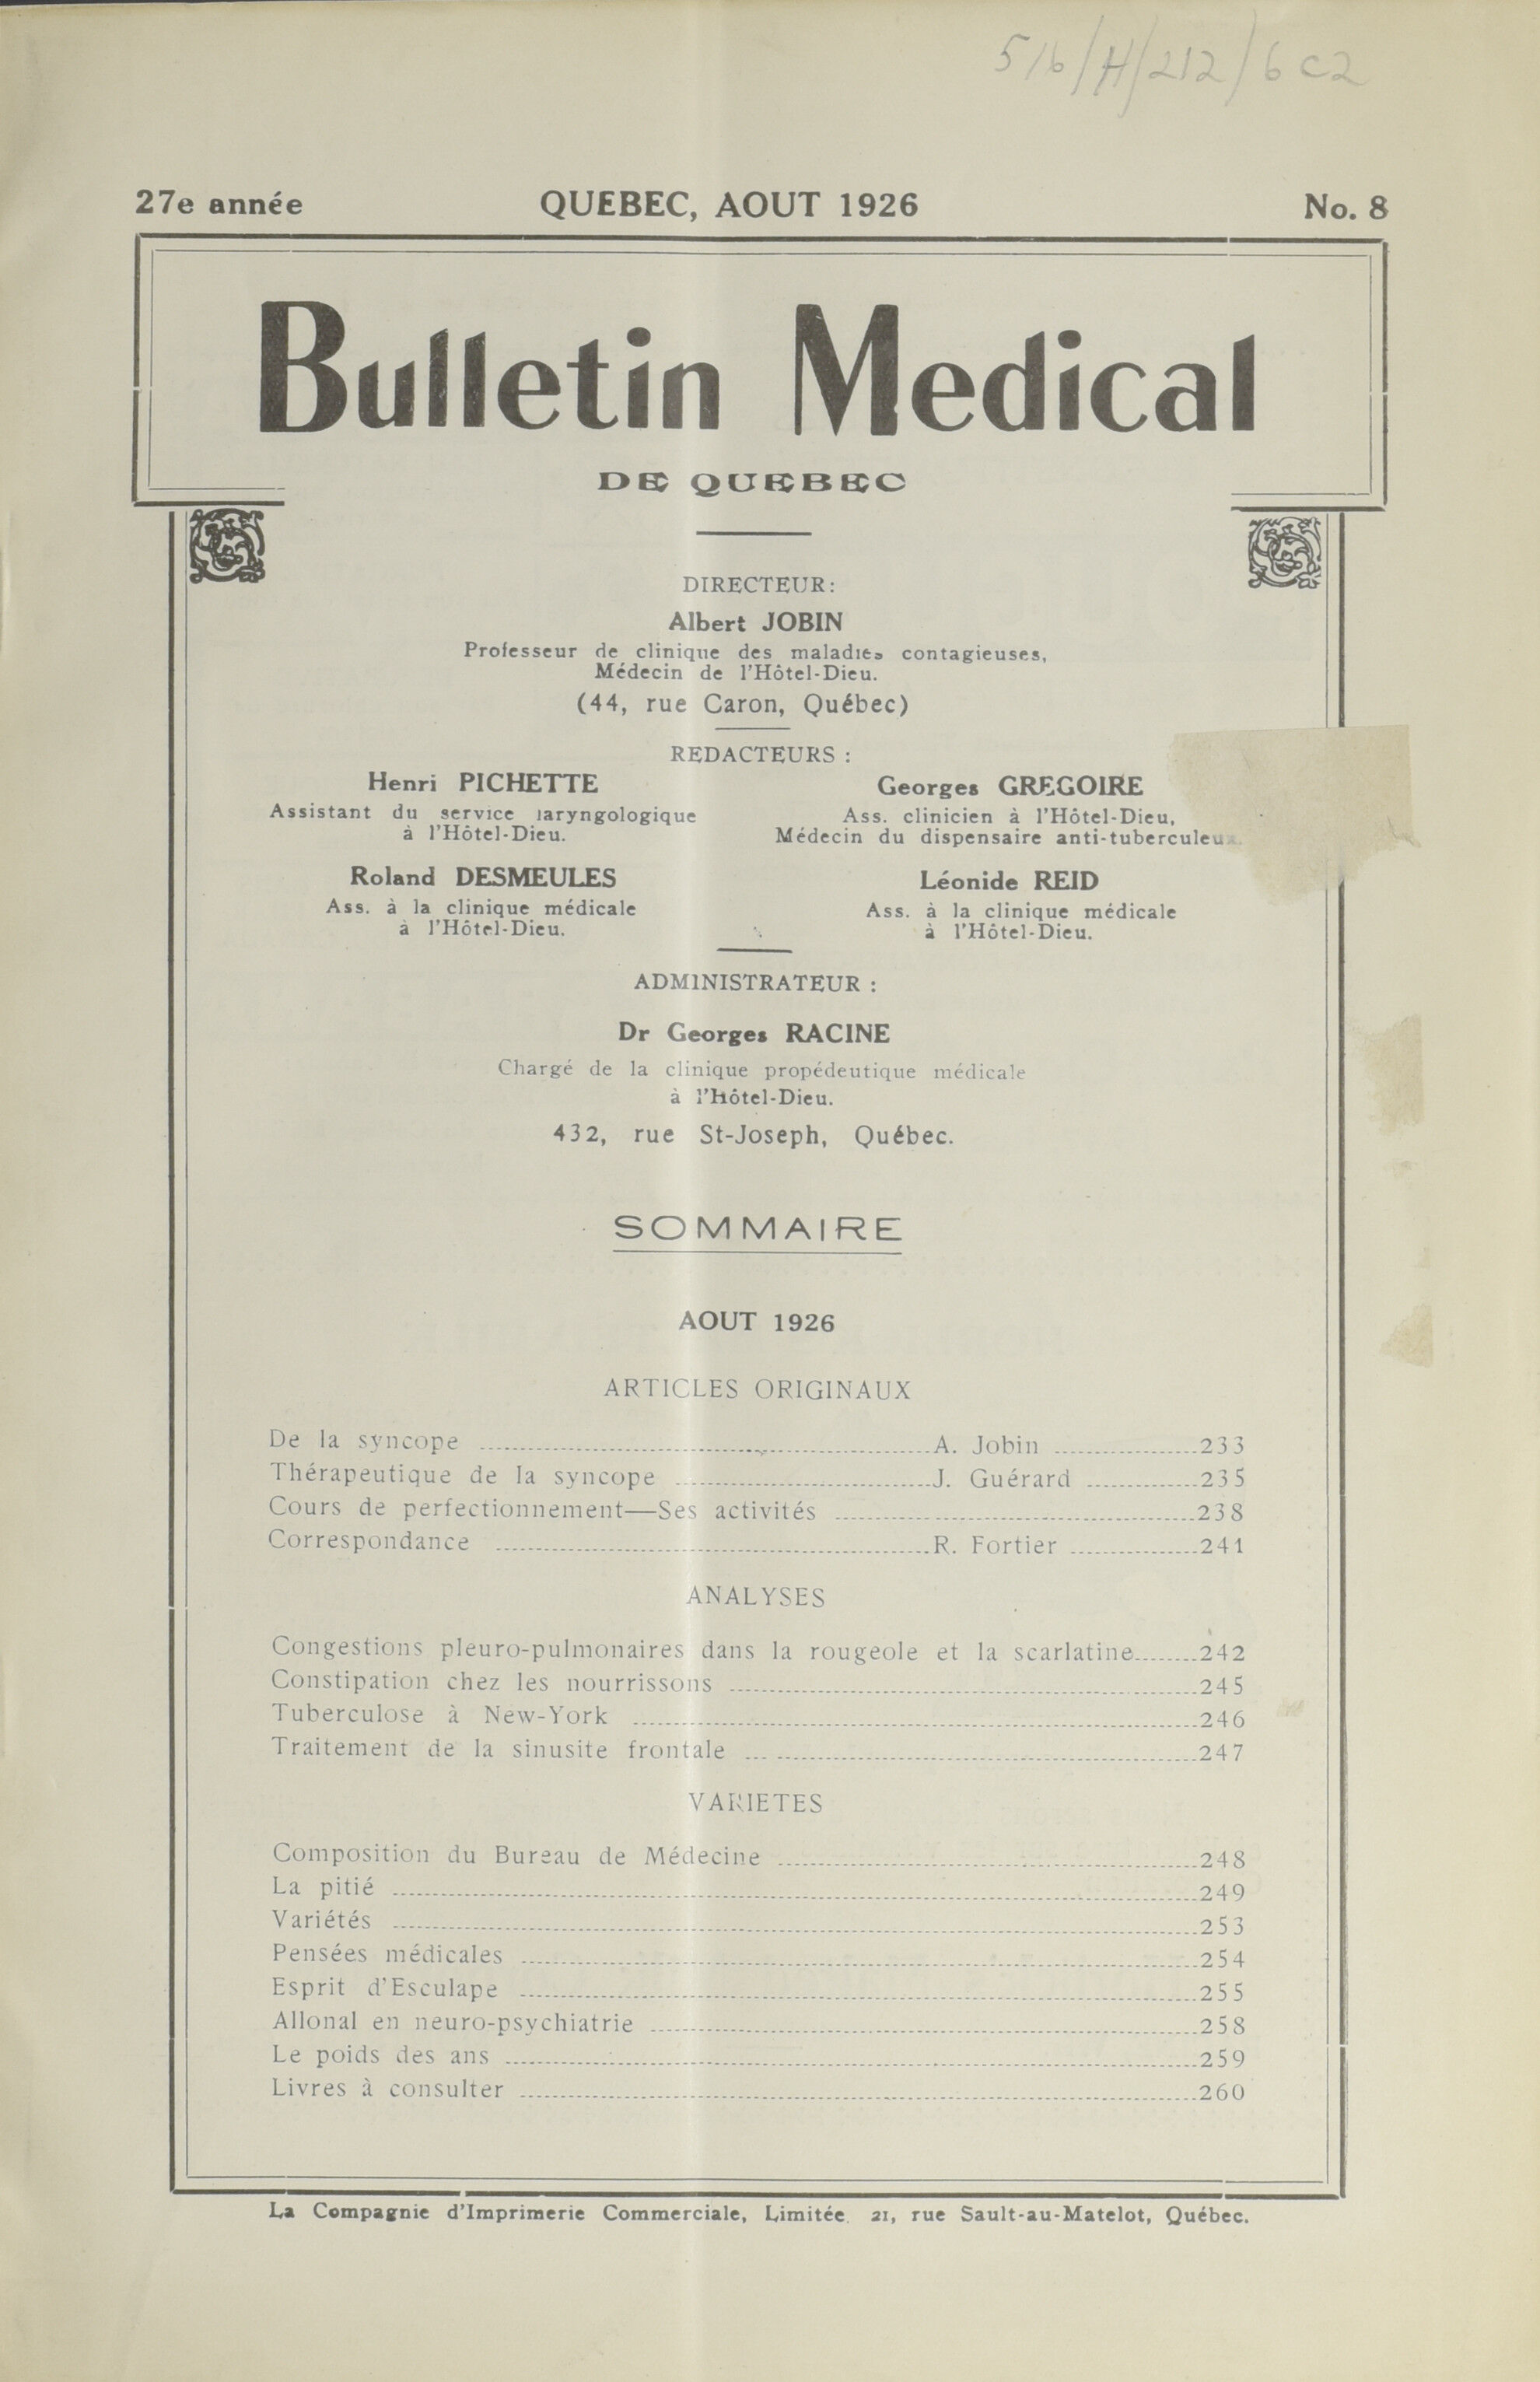 516/H/212/6 C2
27e année QUEBEC, AOUT 1926 No. 8
Bulletin Medical
DE QUEBEC
DIRECTEUR:
Albert JOBIN
Professeur de clinique des maladies contagieuses,
Médecin de l'Hôtel-Dieu.
(44, rue Caron, Québec)
REDACTEURS :
Henri PICHETTE
Assistant du service laryngologique
à l'Hôtel-Dieu.
Georges GREGOIRE
Ass. clinicien à l'Hôtel-Dieu,
Médecin du dispensaire anti-tuberculeux.
Roland DESMEULES
Ass. à la clinique médicale
à l'Hôtel-Dieu.
Léonide REID
Ass. à la clinique médicale
à l'Hôtel-Dieu.
ADMINISTRATEUR :
Dr Georges RACINE
Chargé de la clinique propédeutique médicale
à l'Hôtel-Dieu.
432, rue St-Joseph, Québec.
SOMMAIRE
AOUT 1926
ARTICLES ORIGINAUX
De la syncope A. Jobin 233
Thérapeutique de la syncope J. Guérard 235
Cours de perfectionnement—Ses activités 238
Correspondance R. Fortier 241
ANALYSES
Congestions pleuro-pulmonaires dans la rougeole et la scarlatine 242
Constipation chez les nourrissons 245
Tuberculose à New-York 246
Traitement de la sinusite frontale 247
VARIETES
Composition du Bureau de Médecine 248
La pitié 249
Variétés 253
Pensées médicales 254
Esprit d'Esculape 255
Allonal en neuro-psychiatrie 258
Le poids des ans 259
Livres à consulter 260
La Compagnie d'Imprimerie Commerciale, Limitée. 21, rue Sault-au-Matelot, Québec.